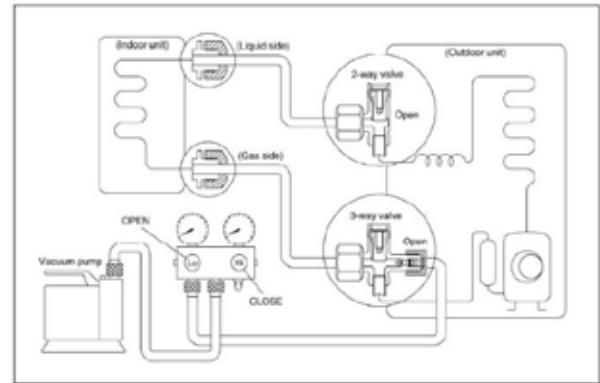 (Indoor unit)
(Liquid side)
(Outdoor unit)
2-way valve
Open
(Gas side)
3-way valve
Open
OPEN
Vacuum pump
LO
CLOSE